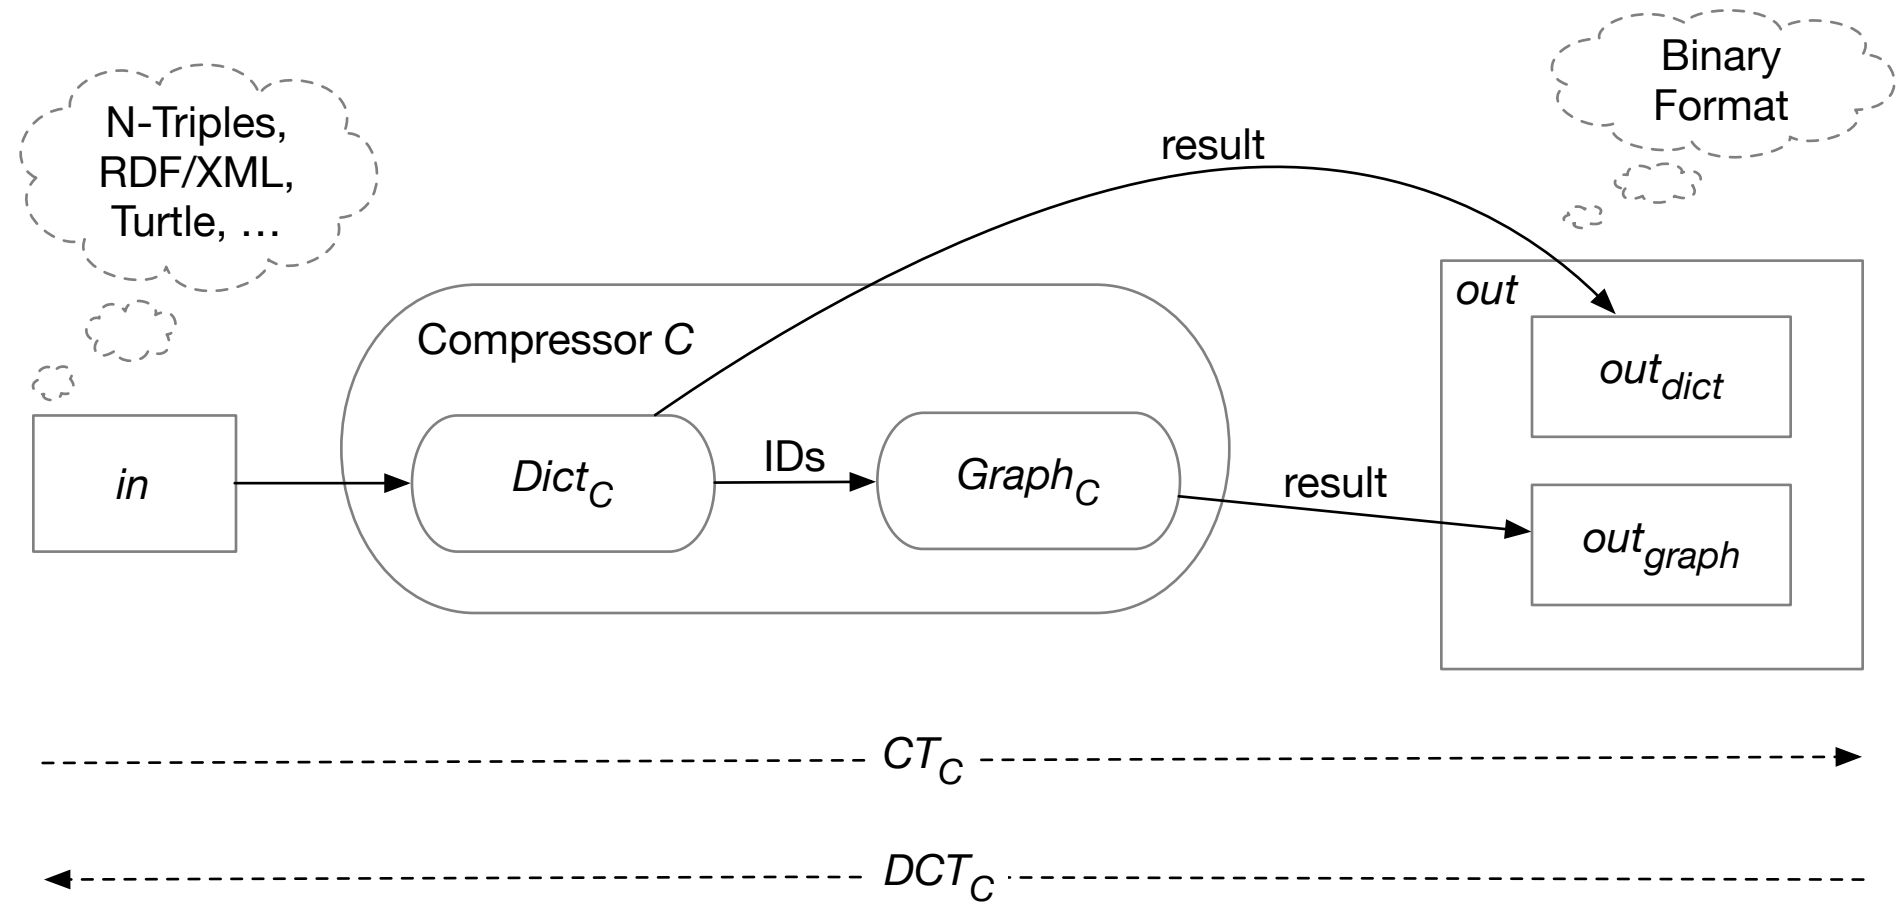 Binary
Format
N-Triples,
RDF/XML,
Turtle, …
result
out
Compressor C
out_dict
in
Dict_C
IDs
Graph_C
result
out_graph
CT_C
DCT_C